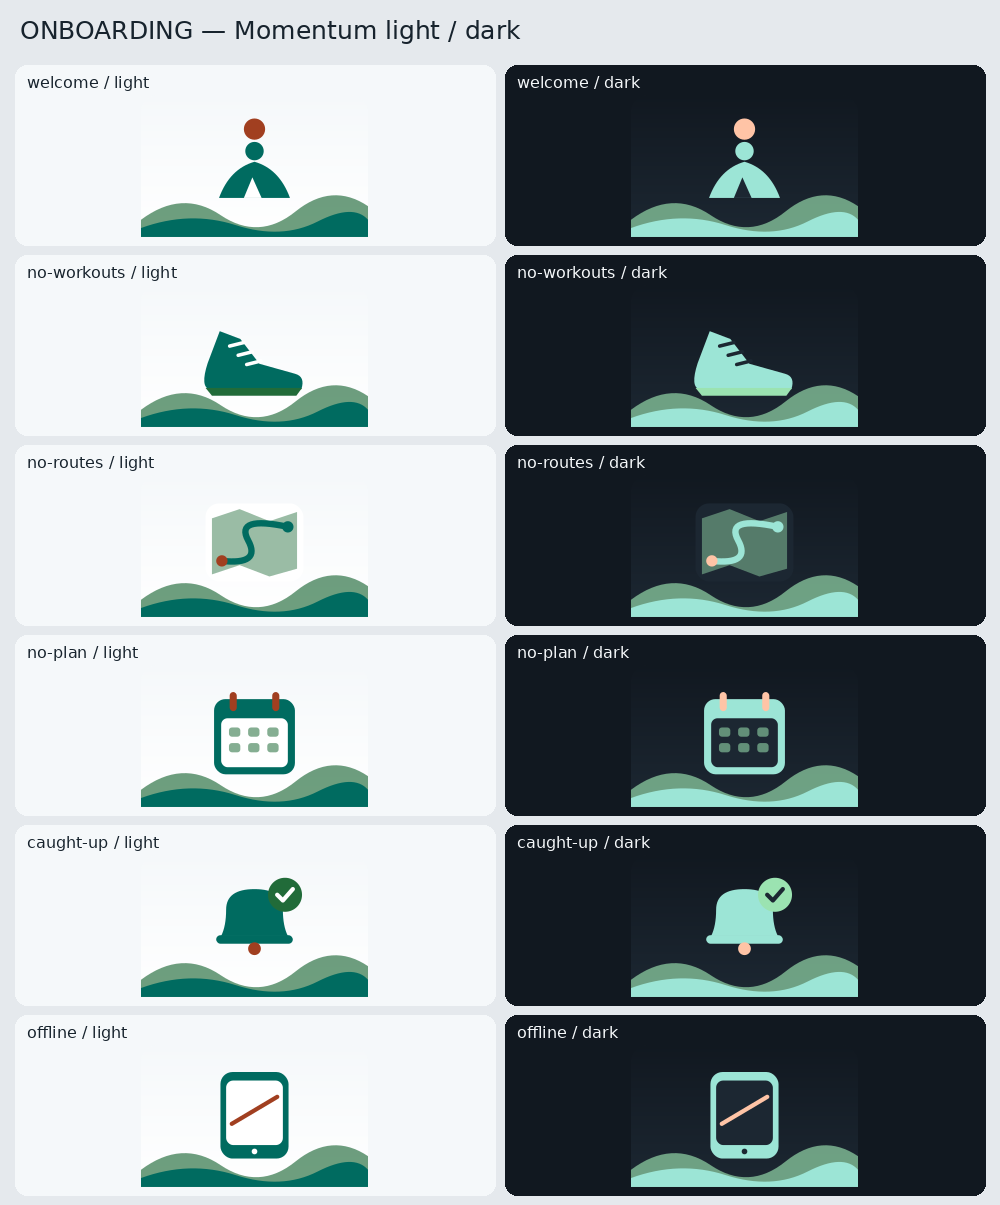 ONBOARDING — Momentum light / dark
welcome / light
welcome / dark
no-workouts / light
no-workouts / dark
no-routes / light
no-routes / dark
no-plan / light
no-plan / dark
caught-up / light
caught-up / dark
offline / light
offline / dark